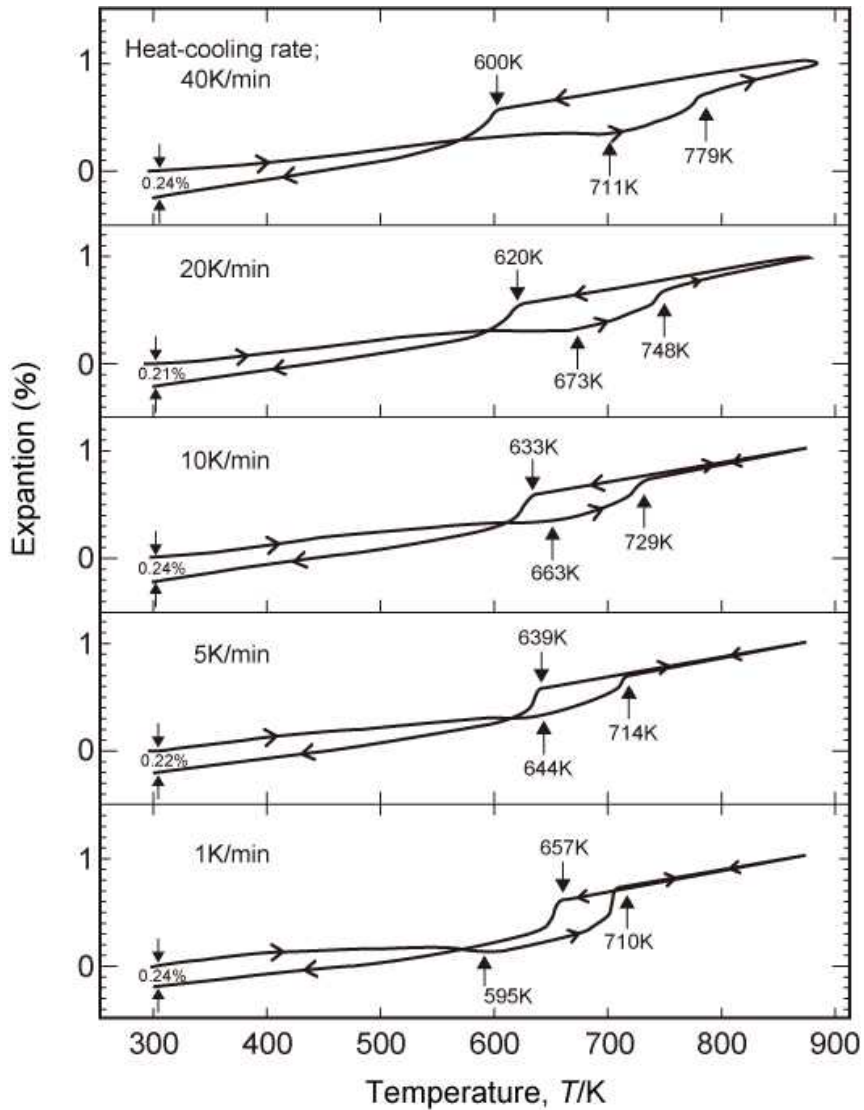 Heat-cooling rate;
40K/min
600K
1
779K
711K
0
0.24%
20K/min
620K
1
748K
673K
0
0.21%
10K/min
633K
1
729K
663K
0
0.24%
5K/min
639K
1
714K
644K
0
0.22%
1K/min
657K
1
710K
595K
0
0.24%
Expantion (%)
300 400 500 600 700 800 900
Temperature, T/K